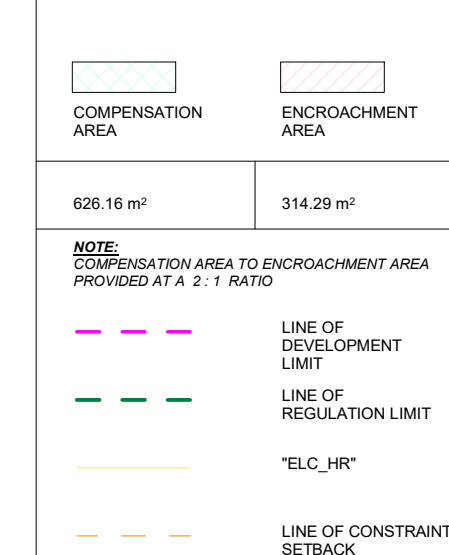 COMPENSATION
AREA
ENCROACHMENT
AREA
626.16 m²
314.29 m²
NOTE:
COMPENSATION AREA TO ENCROACHMENT AREA
PROVIDED AT A 2 : 1 RATIO
LINE OF
DEVELOPMENT
LIMIT
LINE OF
REGULATION LIMIT
"ELC_HR"
LINE OF CONSTRAINT
SETBACK